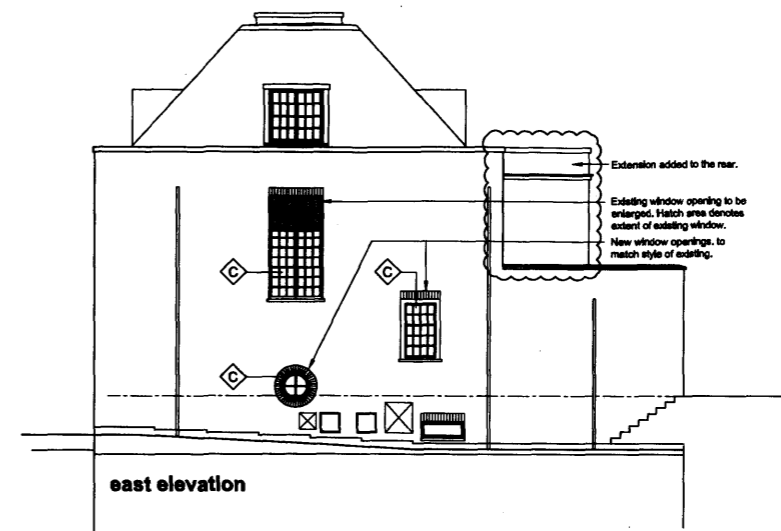 Extension added to the rear.
Existing window opening to be
enlarged. Hatch area denotes
extent of existing window.
New window openings, to
match style of existing.
C
C
C
east elevation